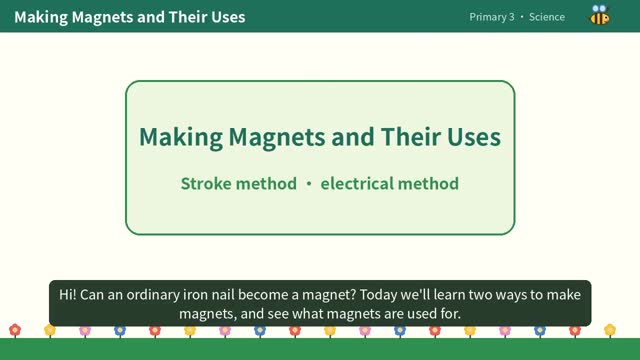 Making Magnets and Their Uses
Primary 3 • Science
Making Magnets and Their Uses
Stroke method • electrical method
Hi! Can an ordinary iron nail become a magnet? Today we'll learn two ways to make
magnets, and see what magnets are used for.